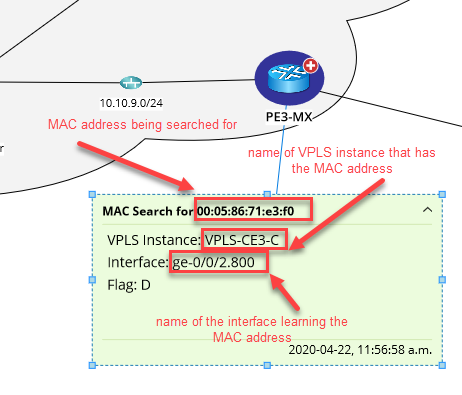 10.10.9.0/24
PE3-MX
MAC address being searched for
name of VPLS instance that has
the MAC address
r
MAC Search for 00:05:86:71:e3:f0
VPLS Instance: VPLS-CE3-C
Interface: ge-0/0/2.800
Flag: D
name of the interface learning the
MAC address
2020-04-22, 11:56:58 a.m.